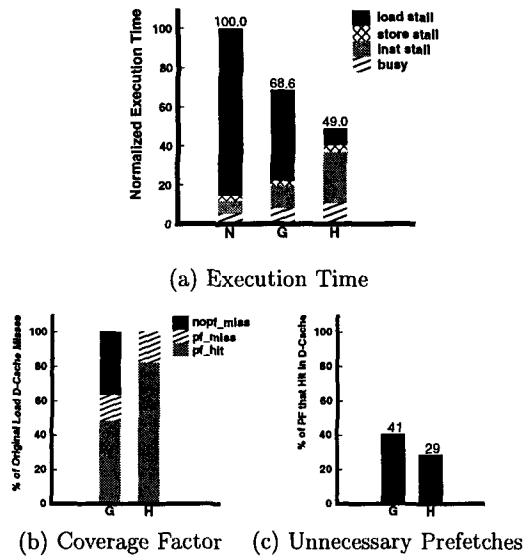 Normalized Execution Time
100
80
60
40
20
0
100.0
68.6
49.0
N
G
H
load stall
store stall
inst stall
busy
(a) Execution Time
% of Original Load D-Cache Misses
100
80
60
40
20
0
G
H
nopf_miss
pf_miss
pf_hit
% of PF that Hit in D-Cache
100
80
60
40
20
0
41
29
G
H
(b) Coverage Factor (c) Unnecessary Prefetches